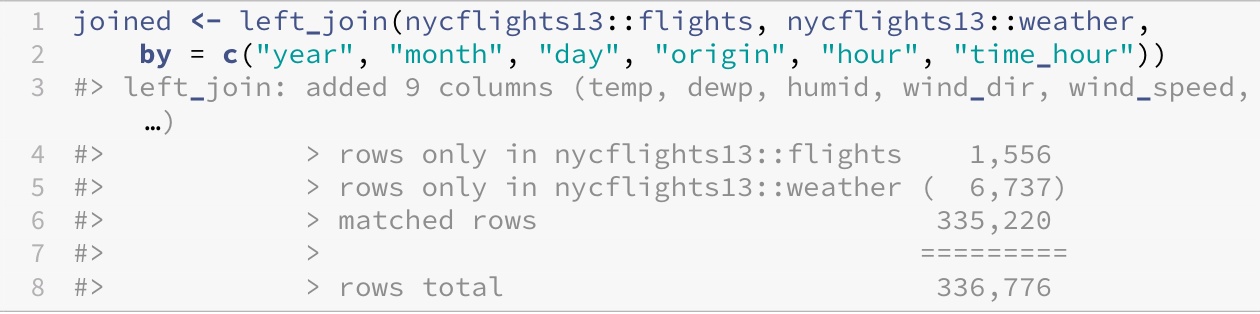 1 joined <- left_join(nycflights13::flights, nycflights13::weather,
2     by = c("year", "month", "day", "origin", "hour", "time_hour"))
3 #> left_join: added 9 columns (temp, dewp, humid, wind_dir, wind_speed,
    …)
4 #>            > rows only in nycflights13::flights    1,556
5 #>            > rows only in nycflights13::weather (  6,737)
6 #>            > matched rows                        335,220
7 #>            >                                    =========
8 #>            > rows total                          336,776